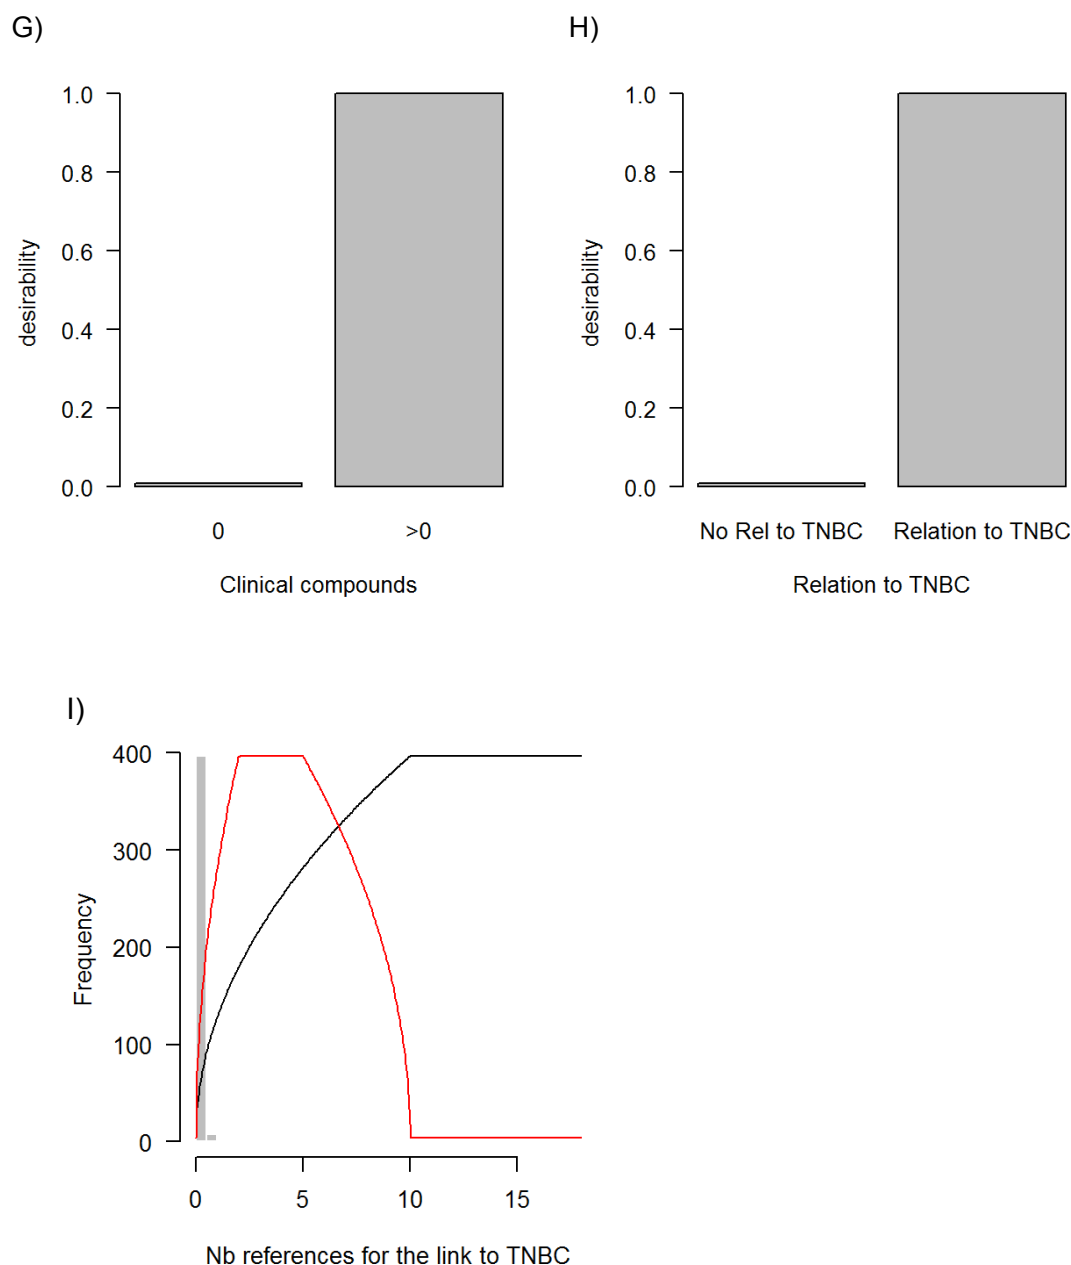 G)
H)
1.0
0.8
0.6
0.4
0.2
0.0
desirability
0
>0
Clinical compounds
1.0
0.8
0.6
0.4
0.2
0.0
desirability
No Rel to TNBC
Relation to TNBC
Relation to TNBC
I)
400
300
200
100
0
Frequency
0
5
10
15
Nb references for the link to TNBC